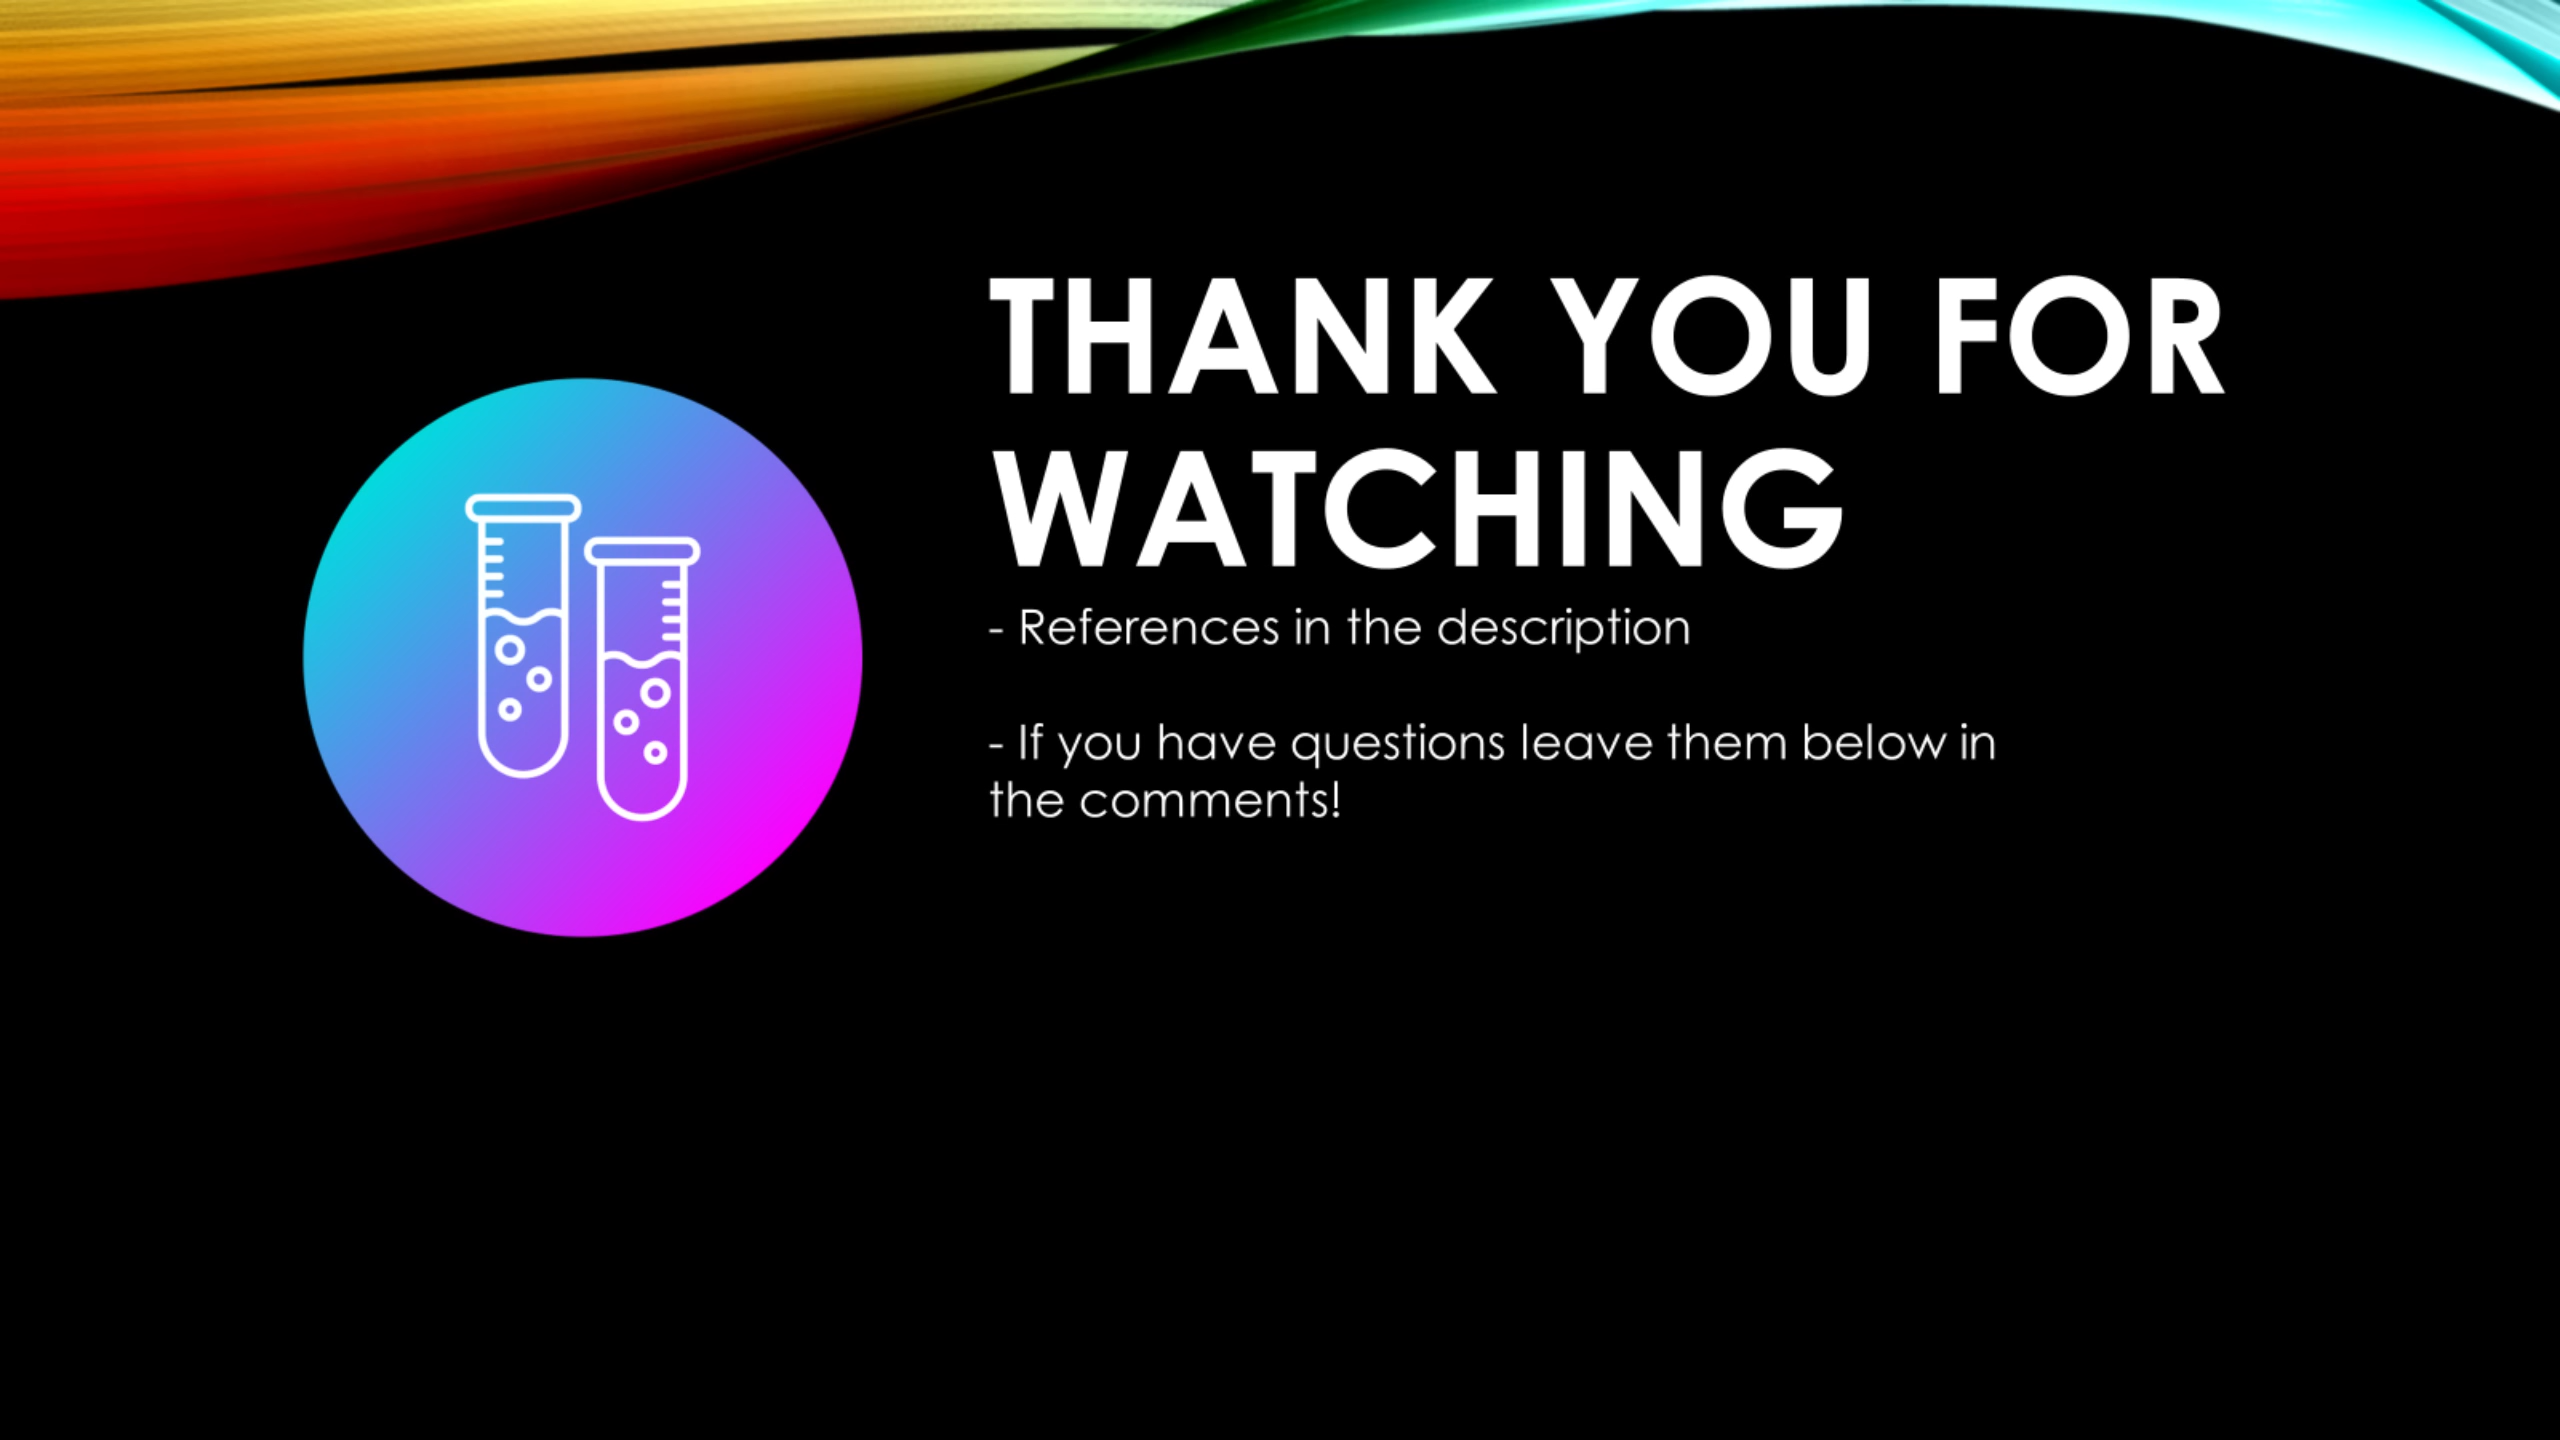 THANK YOU FOR
WATCHING
- References in the description
- If you have questions leave them below in
the comments!